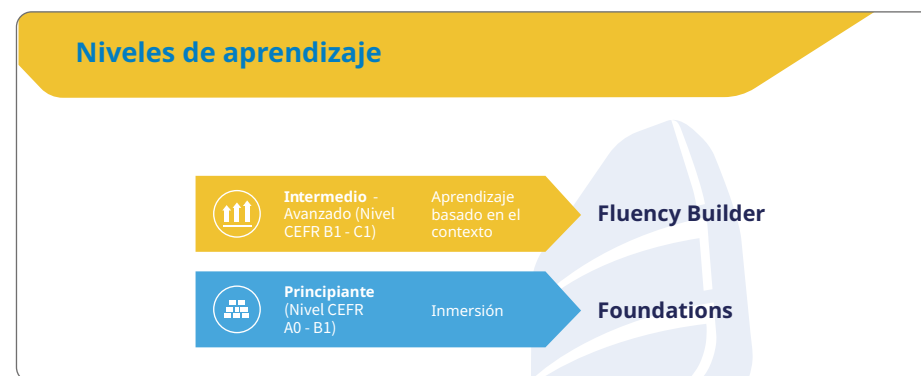 Niveles de aprendizaje
Intermedio -
Avanzado (Nivel
CEFR B1 - C1)
Aprendizaje
basado en el
contexto
Fluency Builder
Principiante
(Nivel CEFR
A0 - B1)
Inmersión
Foundations